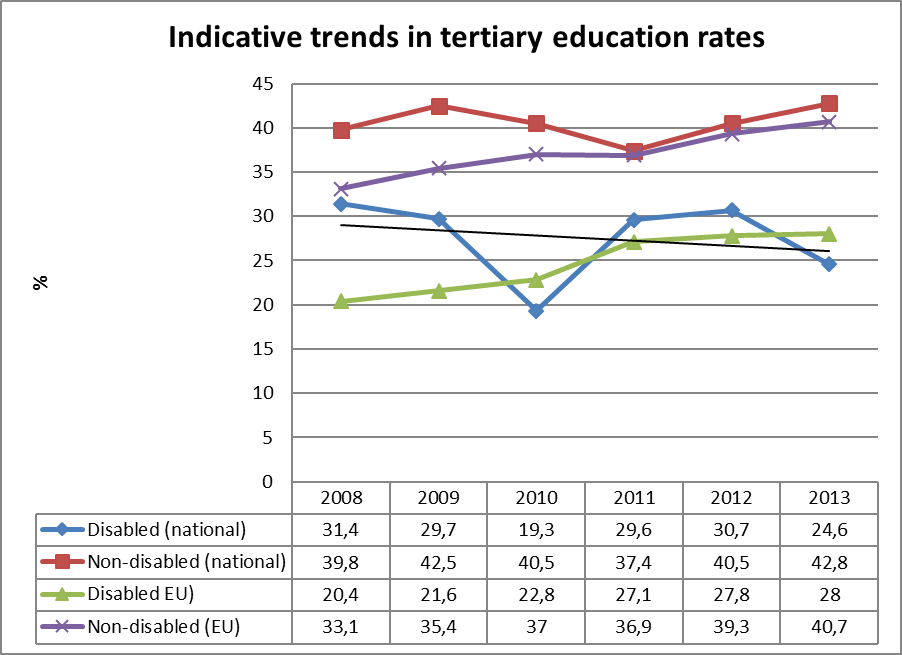 Indicative trends in tertiary education rates
%
45
40
35
30
25
20
15
10
5
0
2008 2009 2010 2011 2012 2013
Disabled (national) 31,4 29,7 19,3 29,6 30,7 24,6
Non-disabled (national) 39,8 42,5 40,5 37,4 40,5 42,8
Disabled EU) 20,4 21,6 22,8 27,1 27,8 28
Non-disabled (EU) 33,1 35,4 37 36,9 39,3 40,7